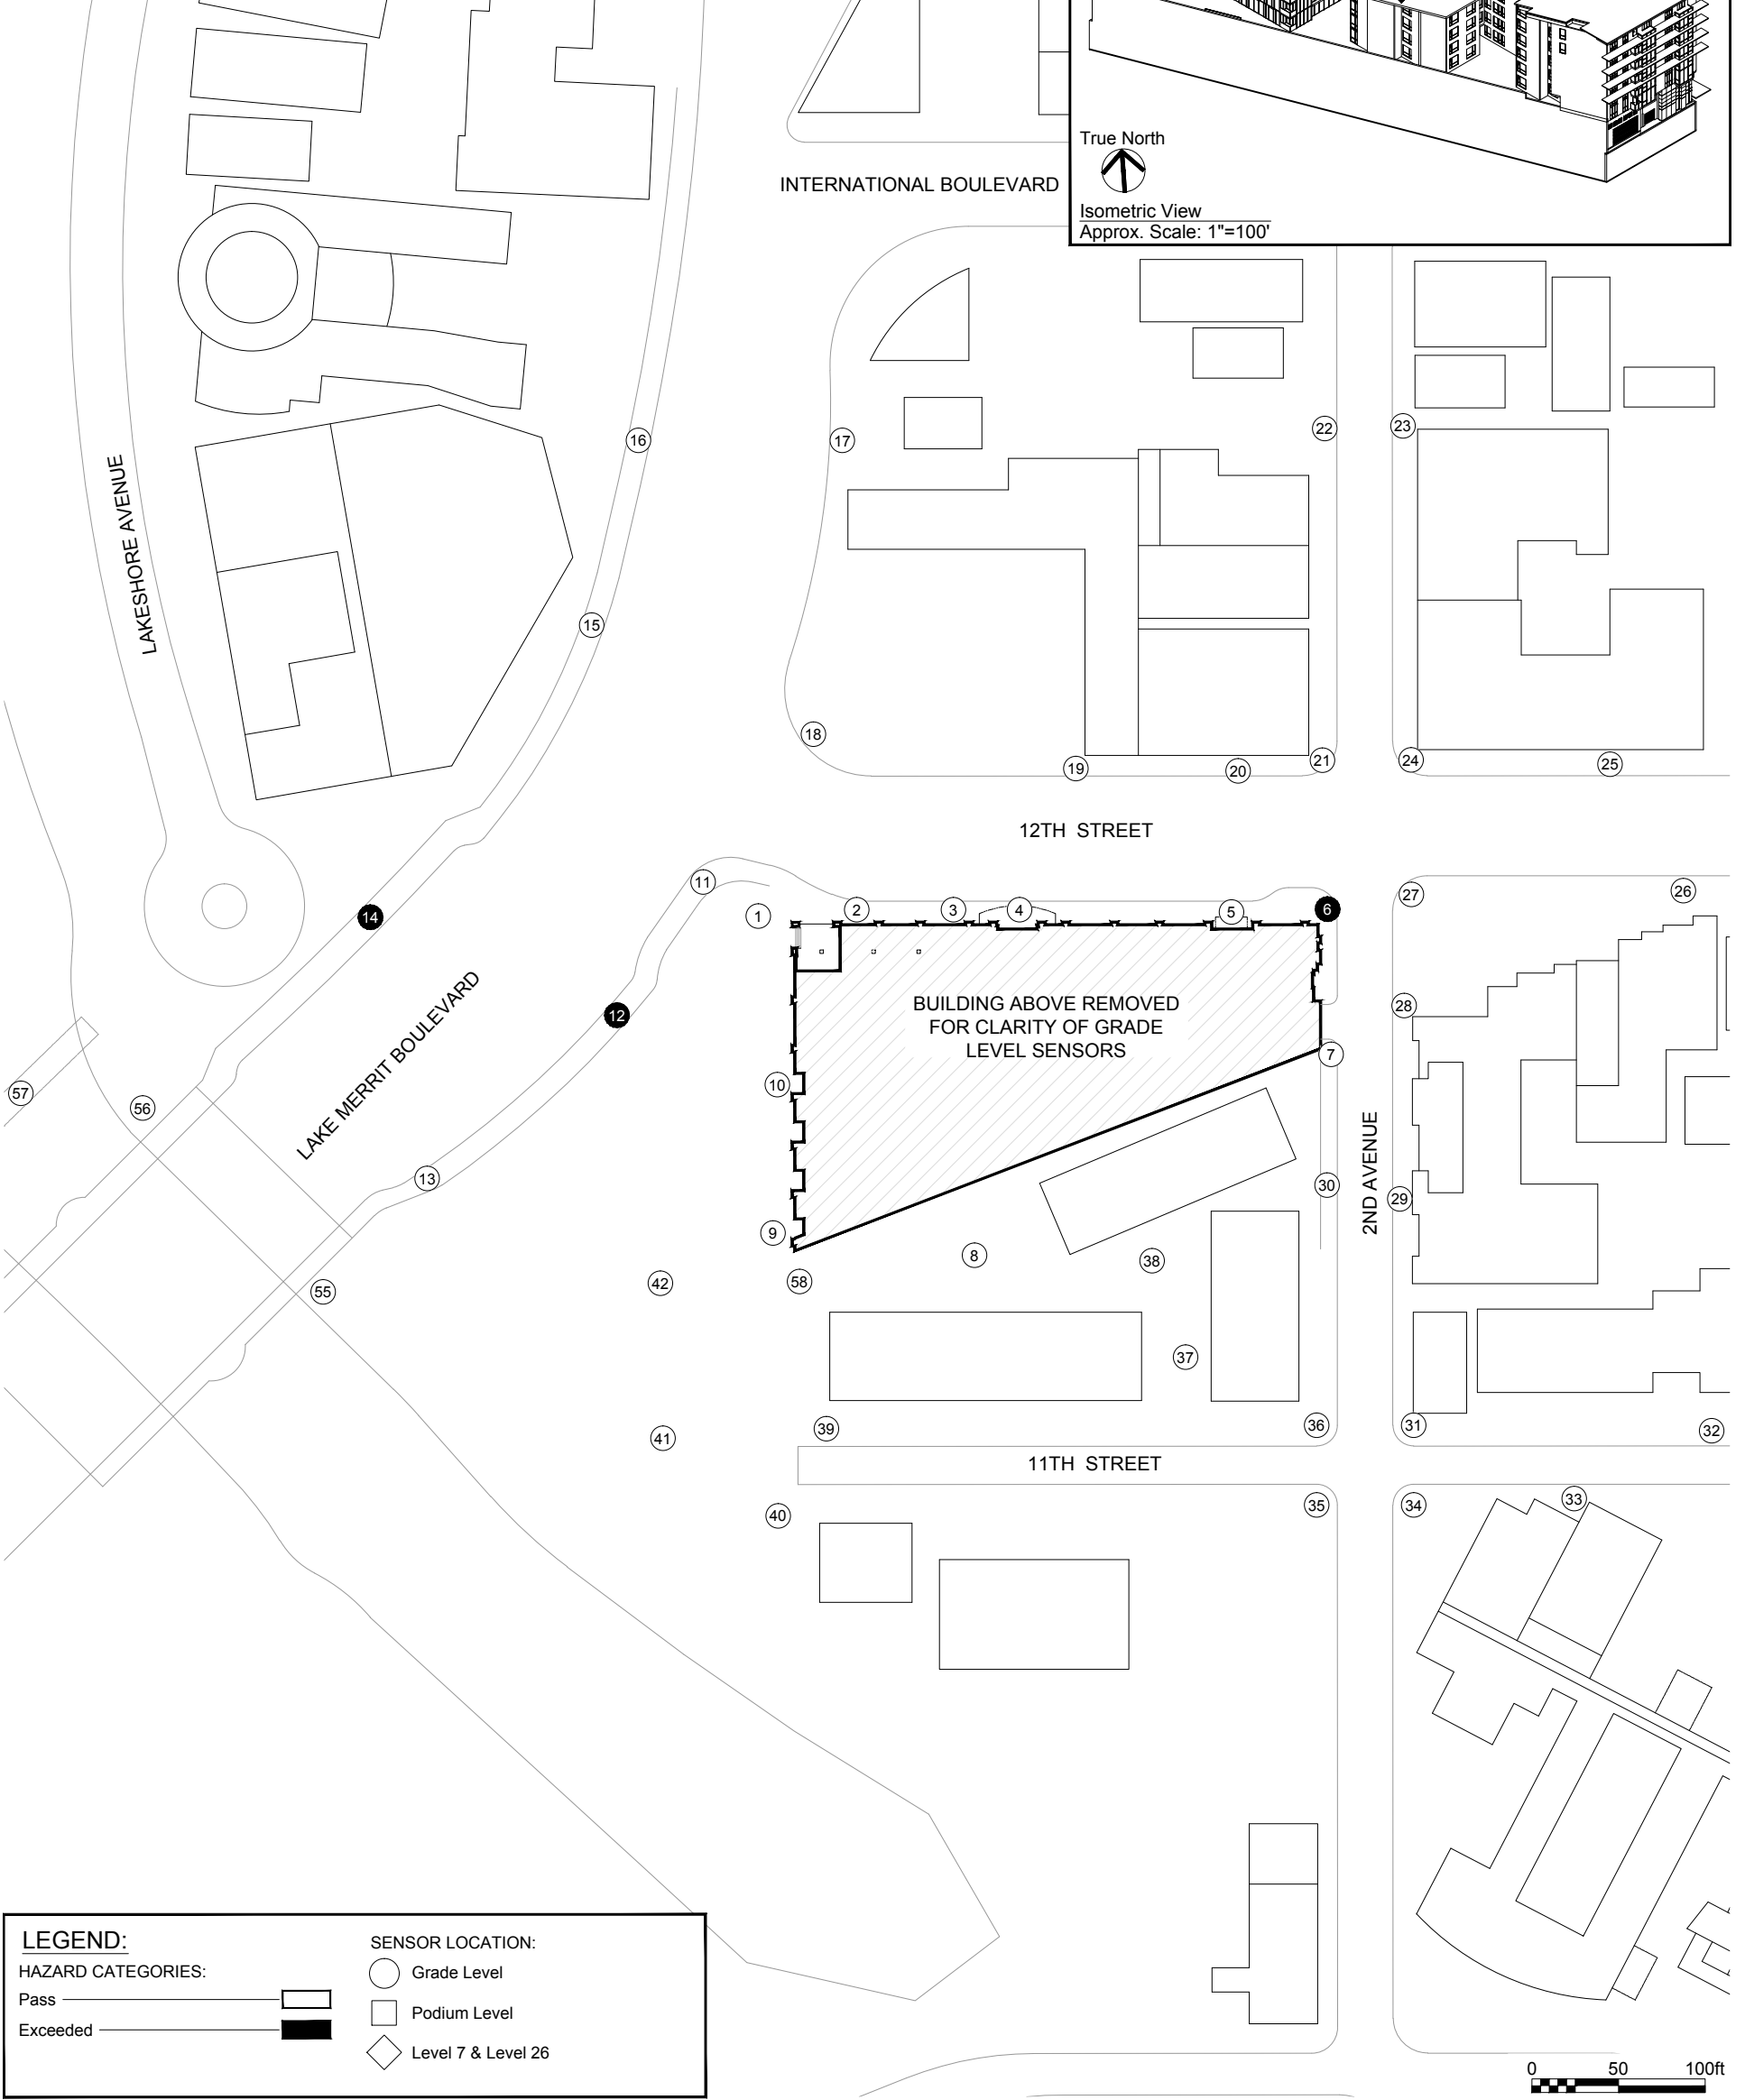 True North
Isometric View
Approx. Scale: 1"=100'
INTERNATIONAL BOULEVARD
LAKESHORE AVENUE
16
17
22
23
15
18
19
20
21
24
25
12TH STREET
11
14
1
2
3
4
5
6
27
26
12
LAKE MERRIT BOULEVARD
BUILDING ABOVE REMOVED
FOR CLARITY OF GRADE
LEVEL SENSORS
28
7
10
57
56
13
2ND AVENUE
30
29
9
8
38
42
58
55
37
41
39
36
31
32
11TH STREET
40
35
34
33
LEGEND:
HAZARD CATEGORIES:
Pass
Exceeded
SENSOR LOCATION:
Grade Level
Podium Level
Level 7 & Level 26
0 50 100ft